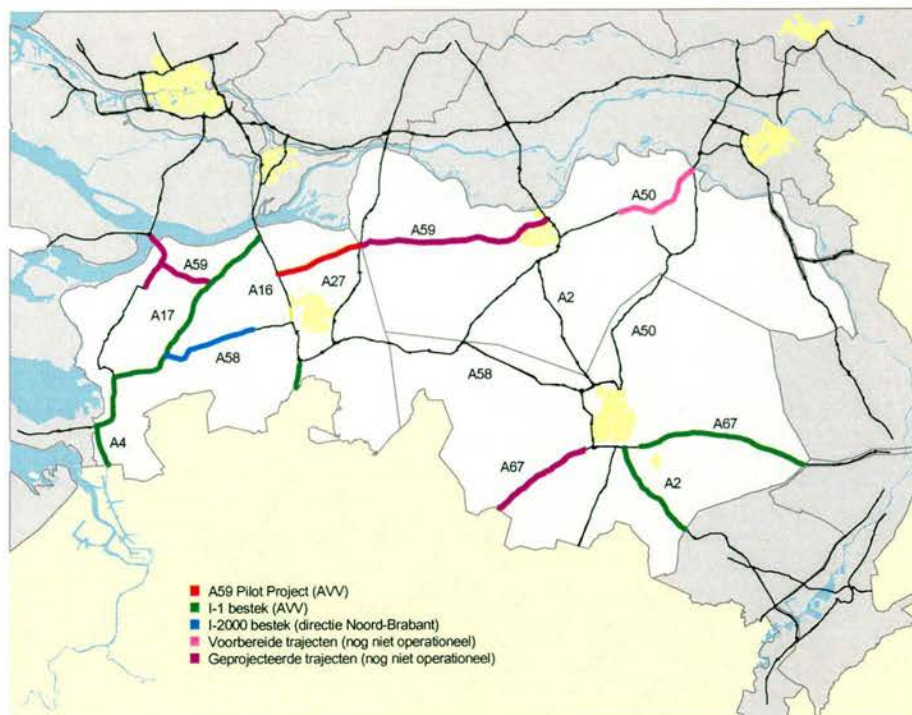 A50
A59
A59
A27
A16
A17
A2
A50
A58
A58
A67
A4
A67
A2
A59 Pilot Project (AVV)
I-1 bestek (AVV)
I-2000 bestek (directie Noord-Brabant)
Voorbereide trajecten (nog niet operationeel)
Geprojecteerde trajecten (nog niet operationeel)